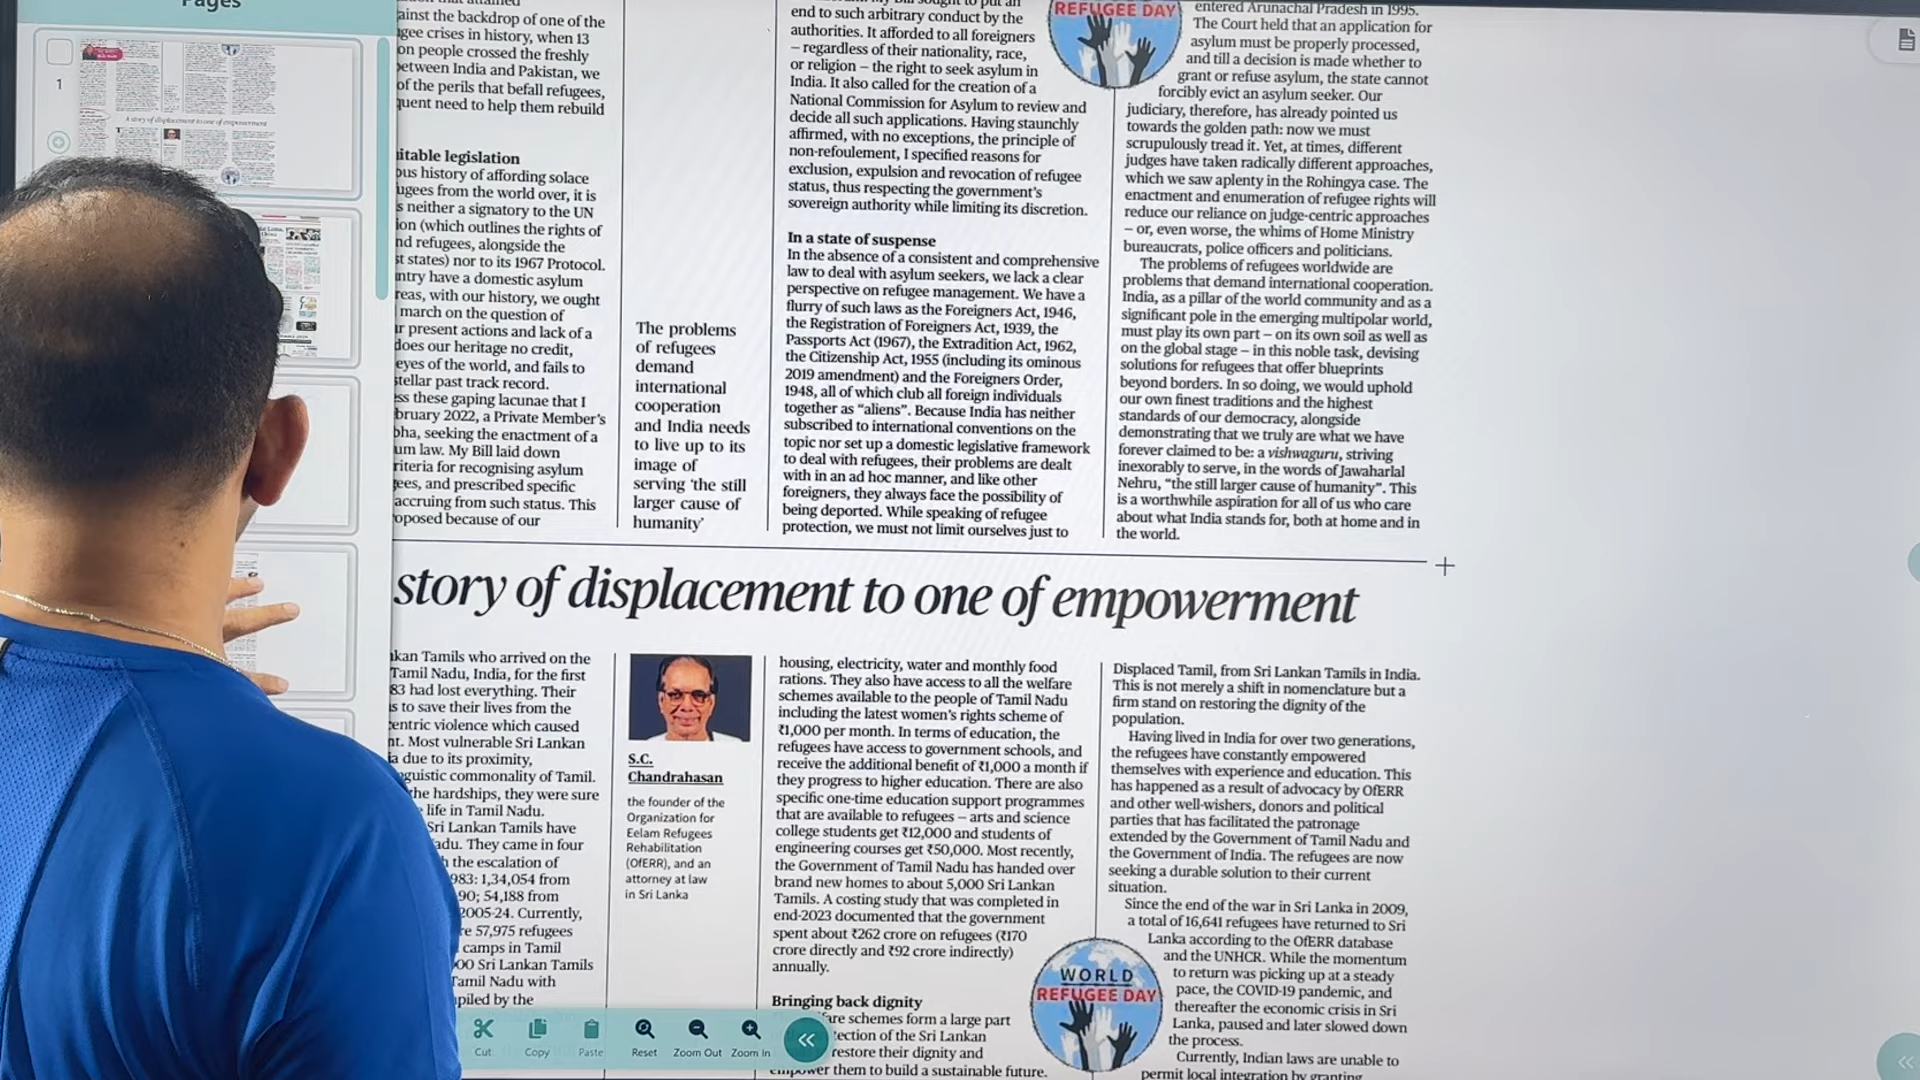 Pages
1
ainst the backdrop of one of the
gee crises in history, when 13
on people crossed the freshly
etween India and Pakistan, we
of the perils that befall refugees,
quent need to help them rebuild
itable legislation
ous history of affording solace
ugees from the world over, it is
s neither a signatory to the UN
ion (which outlines the rights of
nd refugees, alongside the
st states) nor to its 1967 Protocol.
ntry have a domestic asylum
reas, with our history, we ought
march on the question of
r present actions and lack of a
does our heritage no credit,
eyes of the world, and fails to
stellar past track record.
ss these gaping lacunae that I
bruary 2022, a Private Member's
bha, seeking the enactment of a
um law. My Bill laid down
riteria for recognising asylum
ees, and prescribed specific
accruing from such status. This
oposed because of our
The problems
of refugees
demand
international
cooperation
and India needs
to live up to its
image of
serving 'the still
larger cause of
humanity'
end to such arbitrary conduct by the
authorities. It afforded to all foreigners
– regardless of their nationality, race,
or religion – the right to seek asylum in
India. It also called for the creation of a
National Commission for Asylum to review and
decide all such applications. Having staunchly
affirmed, with no exceptions, the principle of
non-refoulement, I specified reasons for
exclusion, expulsion and revocation of refugee
status, thus respecting the government's
sovereign authority while limiting its discretion.
In a state of suspense
In the absence of a consistent and comprehensive
law to deal with asylum seekers, we lack a clear
perspective on refugee management. We have a
flurry of such laws as the Foreigners Act, 1946,
the Registration of Foreigners Act, 1939, the
Passports Act (1967), the Extradition Act, 1962,
the Citizenship Act, 1955 (including its ominous
2019 amendment) and the Foreigners Order,
1948, all of which club all foreign individuals
together as “aliens”. Because India has neither
subscribed to international conventions on the
topic nor set up a domestic legislative framework
to deal with refugees, their problems are dealt
with in an ad hoc manner, and like other
foreigners, they always face the possibility of
being deported. While speaking of refugee
protection, we must not limit ourselves just to
REFUGEE DAY
entered Arunachal Pradesh in 1995.
The Court held that an application for
asylum must be properly processed,
and till a decision is made whether to
grant or refuse asylum, the state cannot
forcibly evict an asylum seeker. Our
judiciary, therefore, has already pointed us
towards the golden path: now we must
scrupulously tread it. Yet, at times, different
judges have taken radically different approaches,
which we saw aplenty in the Rohingya case. The
enactment and enumeration of refugee rights will
reduce our reliance on judge-centric approaches
– or, even worse, the whims of Home Ministry
bureaucrats, police officers and politicians.
The problems of refugees worldwide are
problems that demand international cooperation.
India, as a pillar of the world community and as a
significant pole in the emerging multipolar world,
must play its own part – on its own soil as well as
on the global stage – in this noble task, devising
solutions for refugees that offer blueprints
beyond borders. In so doing, we would uphold
our own finest traditions and the highest
standards of our democracy, alongside
demonstrating that we truly are what we have
forever claimed to be: a vishwaguru, striving
inexorably to serve, in the words of Jawaharlal
Nehru, “the still larger cause of humanity”. This
is a worthwhile aspiration for all of us who care
about what India stands for, both at home and in
the world.
story of displacement to one of empowerment
nkan Tamils who arrived on the
Tamil Nadu, India, for the first
83 had lost everything. Their
s to save their lives from the
entric violence which caused
nt. Most vulnerable Sri Lankan
a due to its proximity,
guistic commonality of Tamil.
the hardships, they were sure
life in Tamil Nadu.
Sri Lankan Tamils have
adu. They came in four
h the escalation of
983: 1,34,054 from
90; 54,188 from
2005-24. Currently,
re 57,975 refugees
camps in Tamil
00 Sri Lankan Tamils
Tamil Nadu with
piled by the
S.C.
Chandrahasan
the founder of the
Organization for
Eelam Refugees
Rehabilitation
(OfERR), and an
attorney at law
in Sri Lanka
housing, electricity, water and monthly food
rations. They also have access to all the welfare
schemes available to the people of Tamil Nadu
including the latest women's rights scheme of
₹1,000 per month. In terms of education, the
refugees have access to government schools, and
receive the additional benefit of ₹1,000 a month if
they progress to higher education. There are also
specific one-time education support programmes
that are available to refugees – arts and science
college students get ₹12,000 and students of
engineering courses get ₹50,000. Most recently,
the Government of Tamil Nadu has handed over
brand new homes to about 5,000 Sri Lankan
Tamils. A costing study that was completed in
end-2023 documented that the government
spent about ₹262 crore on refugees (₹170
crore directly and ₹92 crore indirectly)
annually.
Bringing back dignity
are schemes form a large part
ection of the Sri Lankan
restore their dignity and
empower them to build a sustainable future.
WORLD
REFUGEE DAY
Displaced Tamil, from Sri Lankan Tamils in India.
This is not merely a shift in nomenclature but a
firm stand on restoring the dignity of the
population.
Having lived in India for over two generations,
the refugees have constantly empowered
themselves with experience and education. This
has happened as a result of advocacy by OfERR
and other well-wishers, donors and political
parties that has facilitated the patronage
extended by the Government of Tamil Nadu and
the Government of India. The refugees are now
seeking a durable solution to their current
situation.
Since the end of the war in Sri Lanka in 2009,
a total of 16,641 refugees have returned to Sri
Lanka according to the OfERR database
and the UNHCR. While the momentum
to return was picking up at a steady
pace, the COVID-19 pandemic, and
thereafter the economic crisis in Sri
Lanka, paused and later slowed down
the process.
Currently, Indian laws are unable to
permit local integration by granting
Cut
Copy
Paste
Reset
Zoom Out
Zoom In